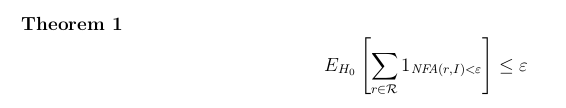 Theorem 1
$$E_{H_0}\left[\sum_{r \in \mathcal{R}} 1_{NFA(r,I)<\varepsilon}\right] \leq \varepsilon$$